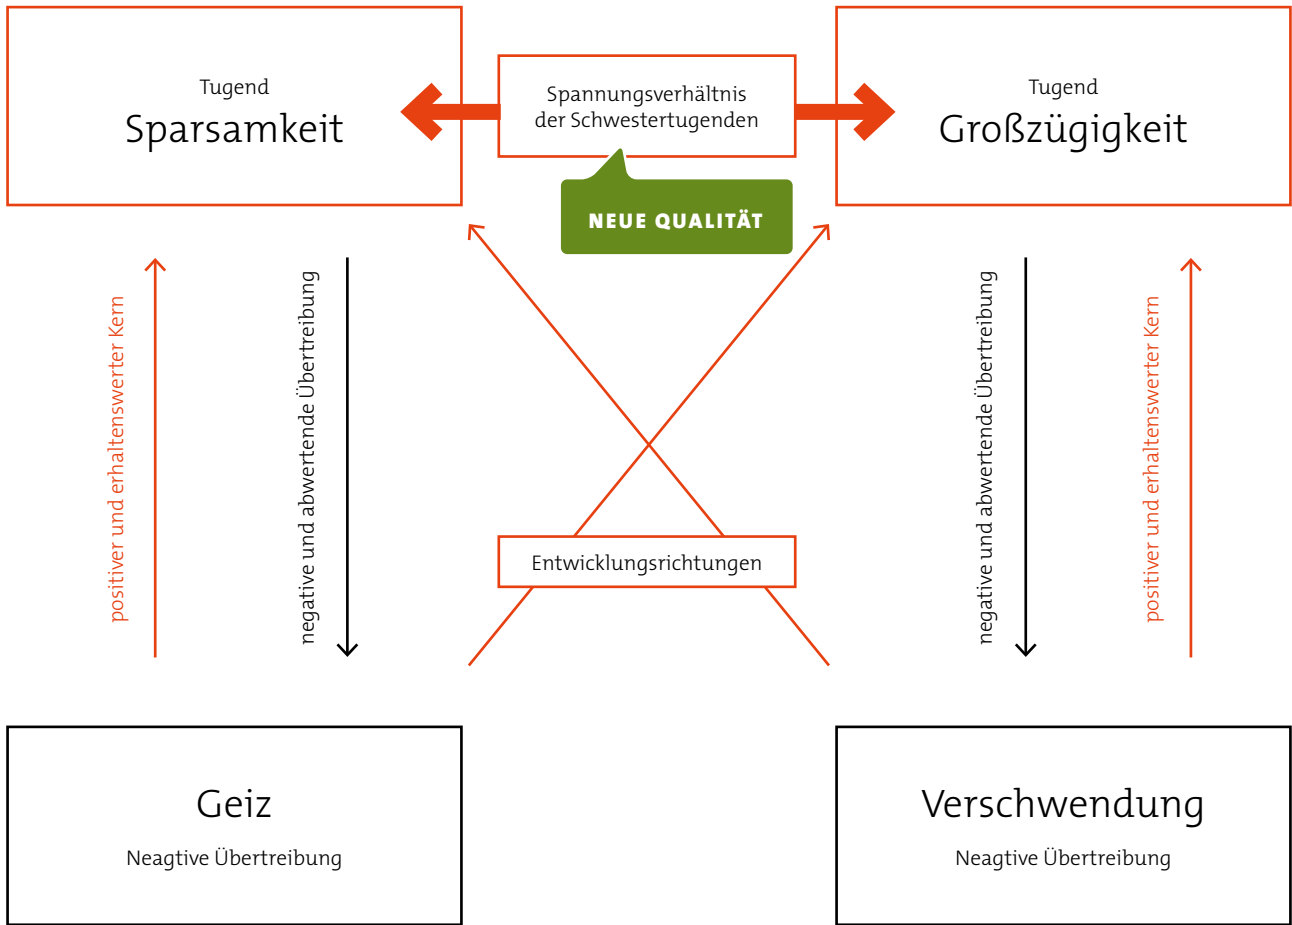 Tugend
Sparsamkeit
Spannungsverhältnis
der Schwestertugenden
Tugend
Großzügigkeit
NEUE QUALITÄT
positiver und erhaltenswerter Kern
negative und abwertende Übertreibung
negative und abwertende Übertreibung
positiver und erhaltenswerter Kern
Entwicklungsrichtungen
Geiz
Neagtive Übertreibung
Verschwendung
Neagtive Übertreibung